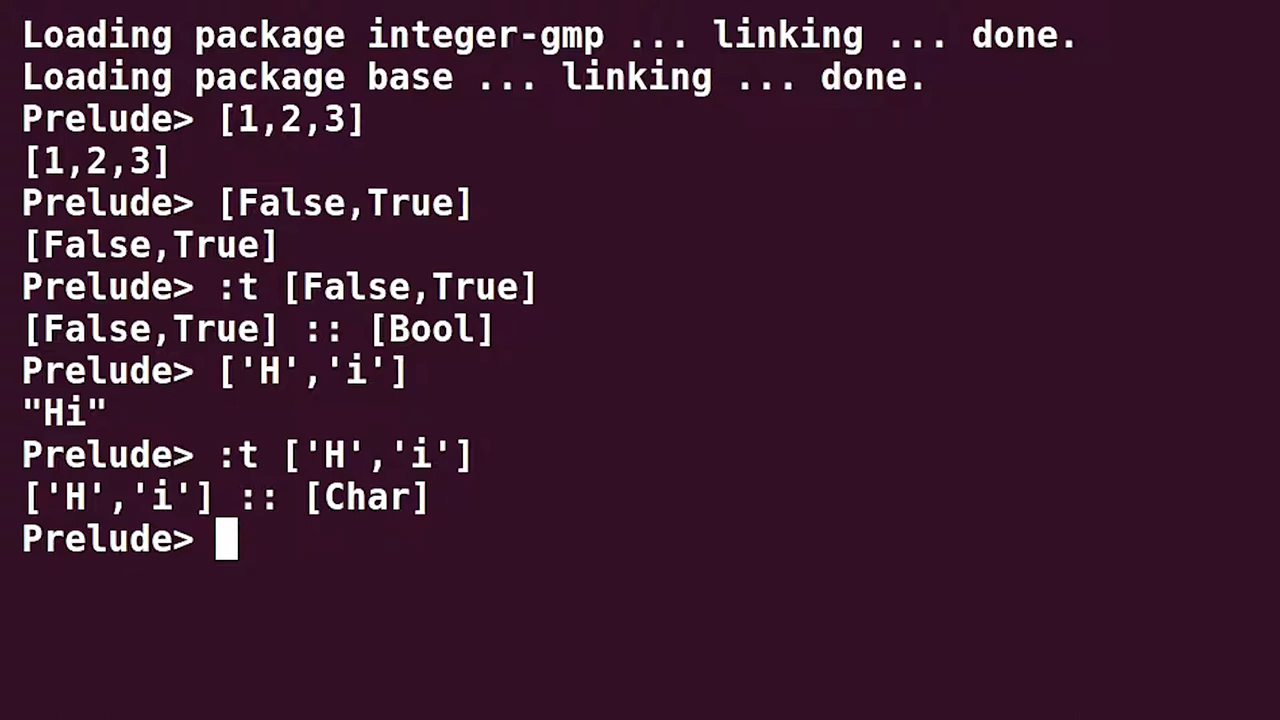 Loading package integer-gmp ... linking ... done.
Loading package base ... linking ... done.
Prelude> [1,2,3]
[1,2,3]
Prelude> [False,True]
[False,True]
Prelude> :t [False,True]
[False,True] :: [Bool]
Prelude> ['H','i']
"Hi"
Prelude> :t ['H','i']
['H','i'] :: [Char]
Prelude>